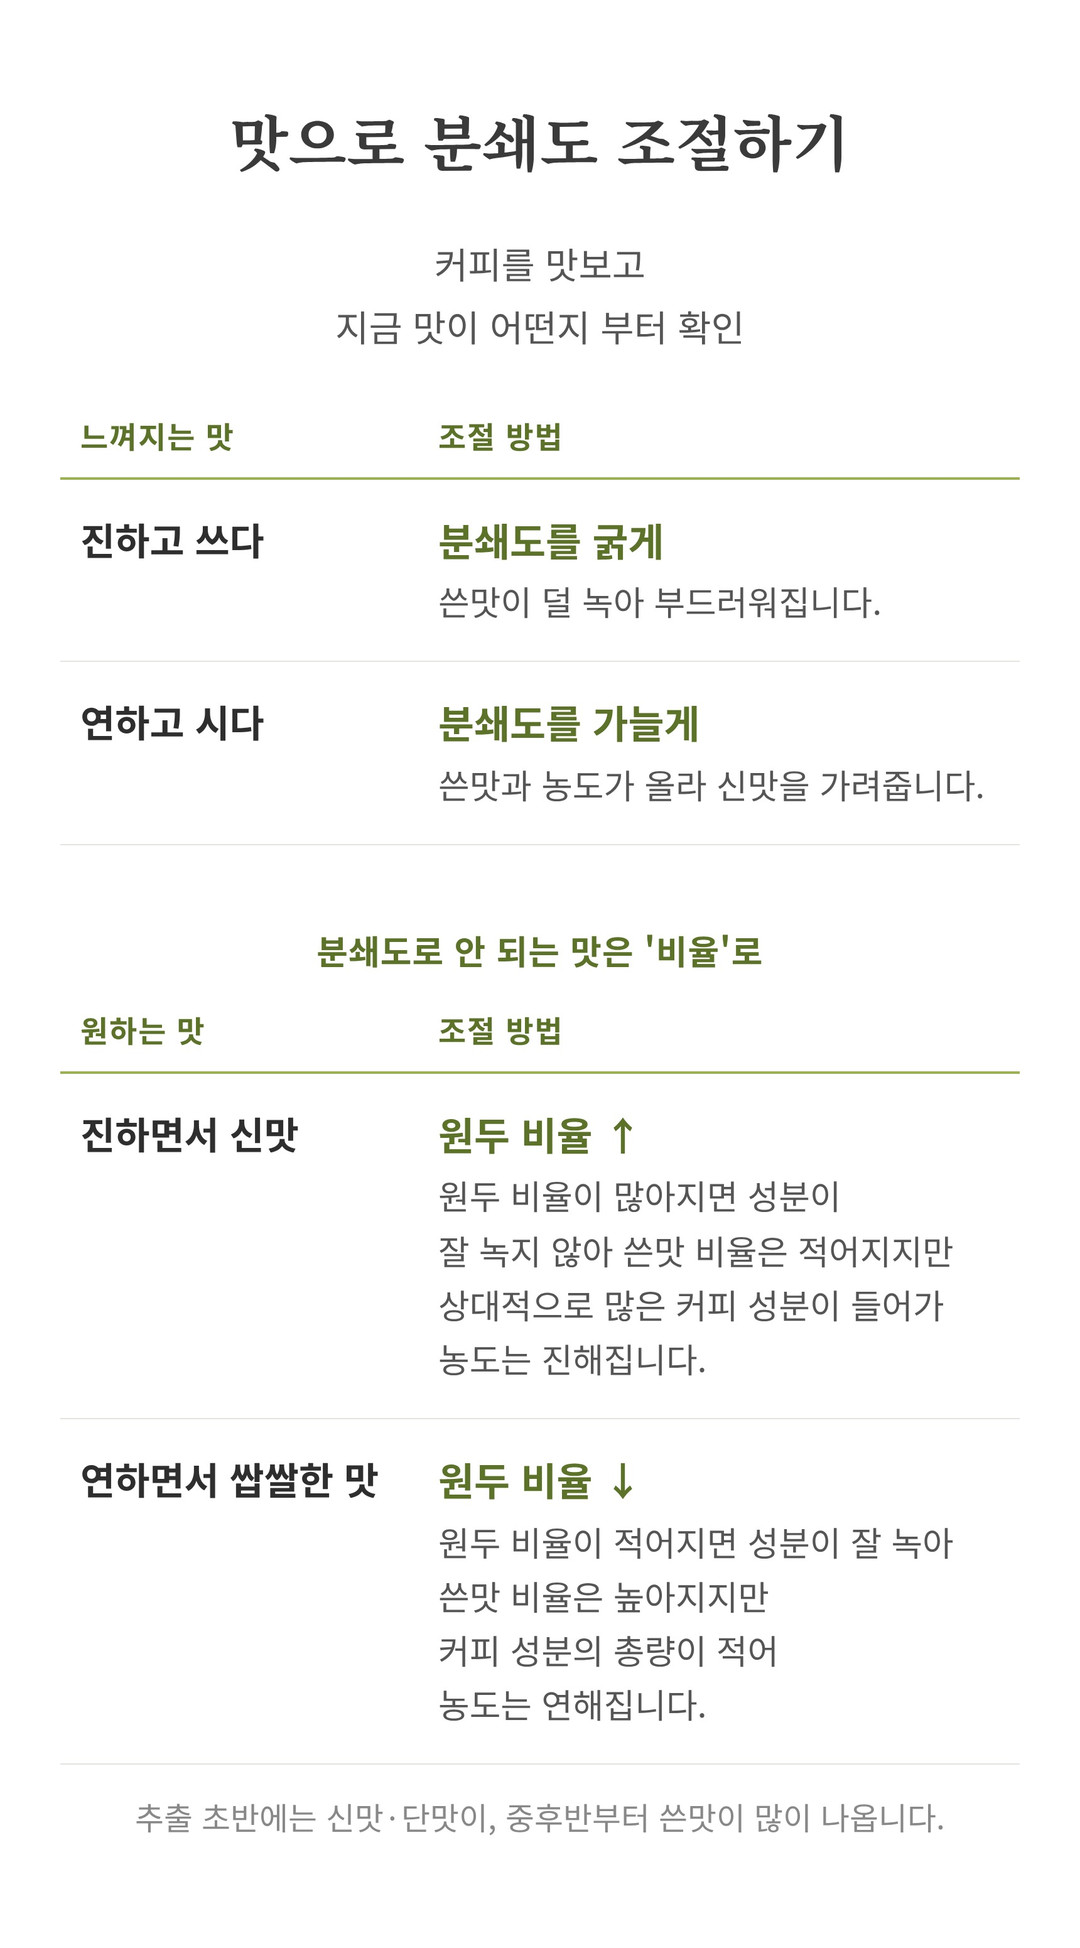 맛으로 분쇄도 조절하기
커피를 맛보고
지금 맛이 어떤지 부터 확인
느껴지는 맛 조절 방법
진하고 쓰다 분쇄도를 굵게
쓴맛이 덜 녹아 부드러워집니다.
연하고 시다 분쇄도를 가늘게
쓴맛과 농도가 올라 신맛을 가려줍니다.
분쇄도로 안 되는 맛은 '비율'로
원하는 맛 조절 방법
진하면서 신맛 원두 비율 ↑
원두 비율이 많아지면 성분이
잘 녹지 않아 쓴맛 비율은 적어지지만
상대적으로 많은 커피 성분이 들어가
농도는 진해집니다.
연하면서 쌉쌀한 맛 원두 비율 ↓
원두 비율이 적어지면 성분이 잘 녹아
쓴맛 비율은 높아지지만
커피 성분의 총량이 적어
농도는 연해집니다.
추출 초반에는 신맛·단맛이, 중후반부터 쓴맛이 많이 나옵니다.